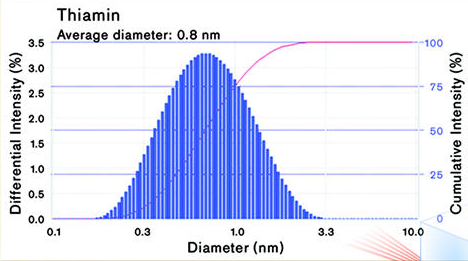 Thiamin
Average diameter: 0.8 nm
Differential Intensity (%)
3.5
3.0
2.5
2.0
1.5
1.0
0.5
0.0
100
75
50
25
0
Cumulative Intensity (%)
0.1 0.3 1.0 3.3 10.0
Diameter (nm)